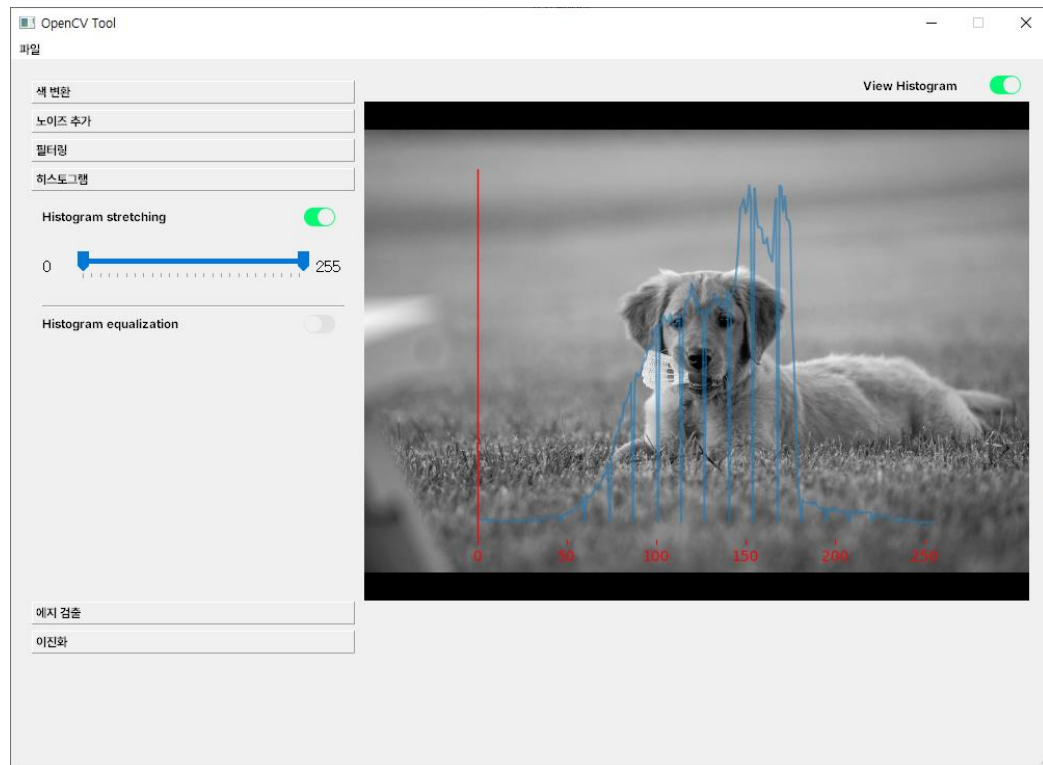 OpenCV Tool
파일
View Histogram
색 변환
노이즈 추가
필터링
히스토그램
Histogram stretching
0 255
Histogram equalization
0 50 100 150 200 250
에지 검출
이진화